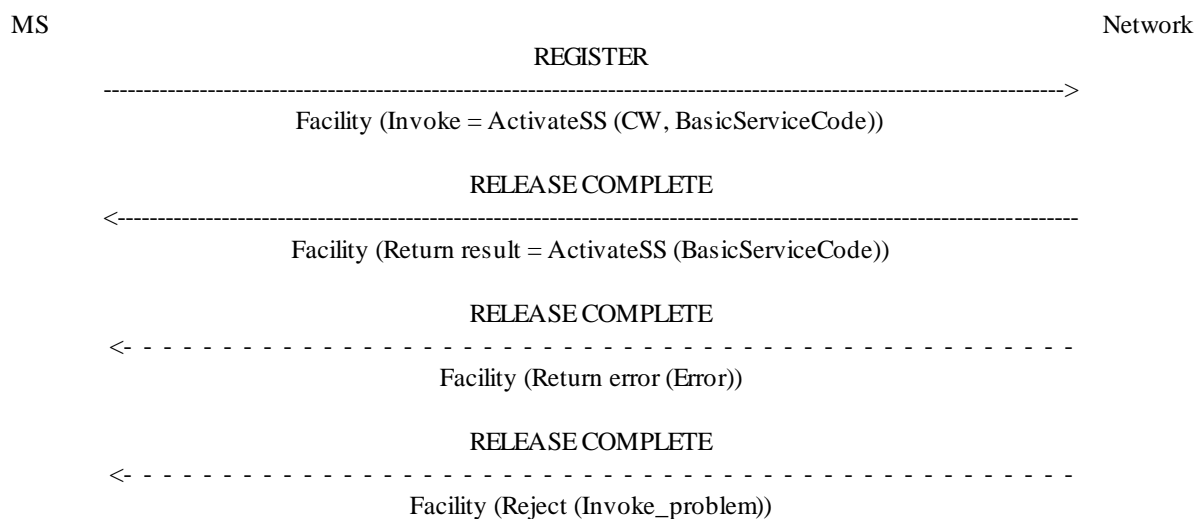 MS Network
REGISTER
Facility (Invoke = ActivateSS (CW, BasicServiceCode))
RELEASE COMPLETE
Facility (Return result = ActivateSS (BasicServiceCode))
RELEASE COMPLETE
Facility (Return error (Error))
RELEASE COMPLETE
Facility (Reject (Invoke_problem))